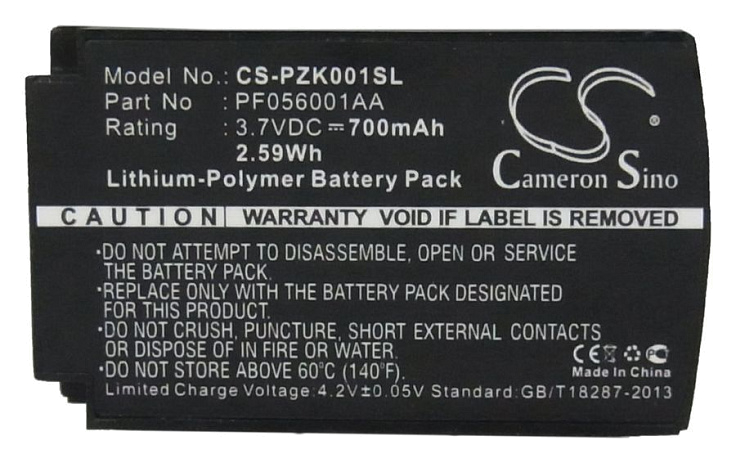 Model No.: CS-PZK001SL
Part No : PF056001AA
Rating : 3.7VDC ⎓ 700mAh
2.59Wh
Lithium-Polymer Battery Pack
CS
®
Cameron Sino
CAUTION WARRANTY VOID IF LABEL IS REMOVED
·DO NOT ATTEMPT TO DISASSEMBLE, OPEN OR SERVICE
THE BATTERY PACK.
·REPLACE ONLY WITH THE BATTERY PACK DESIGNATED
FOR THIS PRODUCT.
·DO NOT CRUSH, PUNCTURE, SHORT EXTERNAL CONTACTS
OR DISPOSE OF IN FIRE OR WATER.
·DO NOT STORE ABOVE 60°C (140°F).
CE
Made In China
Limited Charge Voltage:4.2V±0.05V Standard:GB/T18287-2013